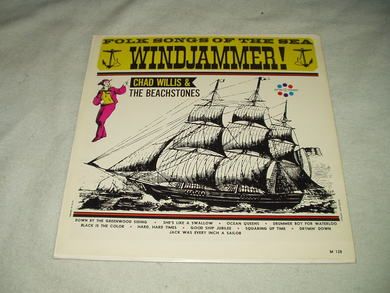 FOLK SONGS OF THE SEA
WINDJAMMER!
CHAD WILLIS &
THE BEACHSTONES
DOWN BY THE GREENWOOD SIDING • SHE'S LIKE A SWALLOW • OCEAN QUEENS • DRUMMER BOY FOR WATERLOO
BLACK IS THE COLOR • HARD, HARD TIMES • GOOD SHIP JUBILEE • SQUARING UP TIME • DRIVIN' DOWN
JACK WAS EVERY INCH A SAILOR
M 128